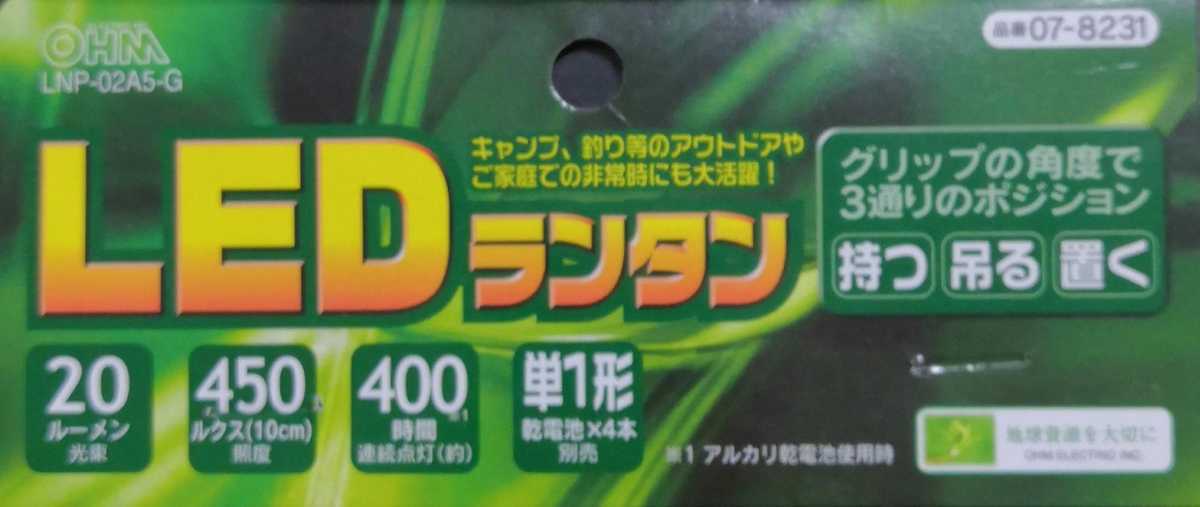 OHM
LNP-02A5-G
品番07-8231
LED
キャンプ、釣り等のアウトドアや
ご家庭での非常時にも大活躍！
ランタン
グリップの角度で
3通りのポジション
持つ 吊る 置く
20
ルーメン
光束
450
ルクス(10cm)
照度
400
時間※1
連続点灯(約)
単1形
乾電池×4本
別売
※1 アルカリ乾電池使用時
地球資源を大切に
OHM ELECTRIC INC.